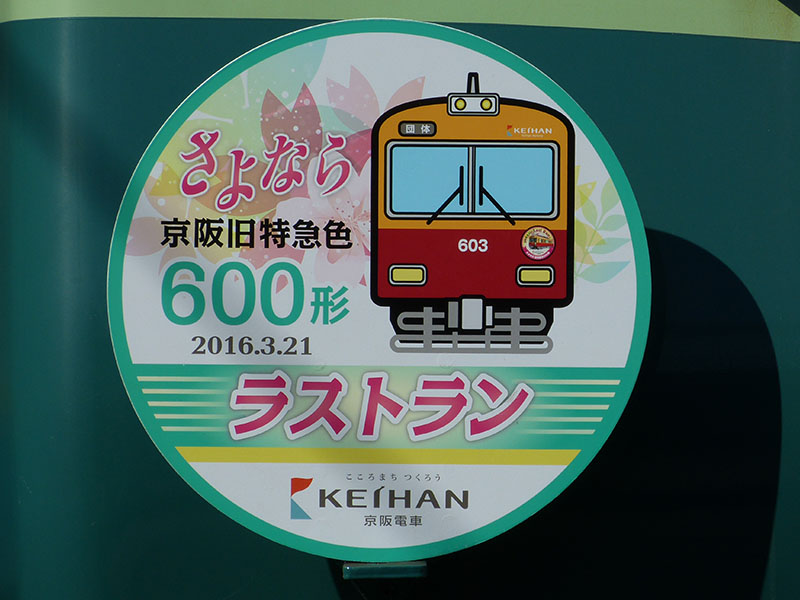 さよなら
京阪旧特急色
600形
2016.3.21
団体
KEIHAN
603
ラストラン
こころまち つくろう
KEIHAN
京阪電車